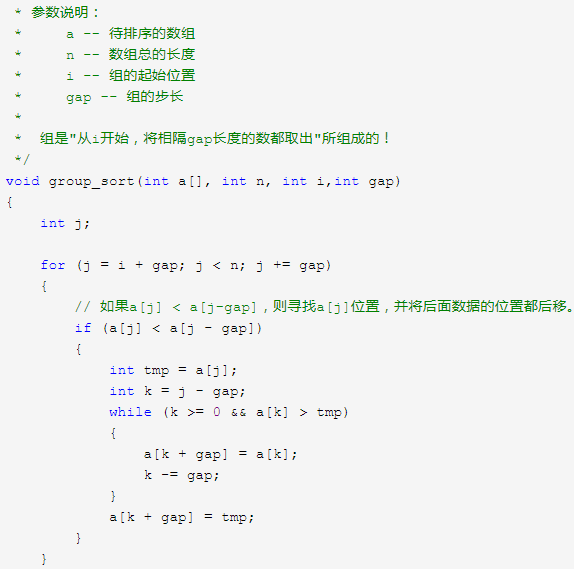 * 参数说明：
 *     a -- 待排序的数组
 *     n -- 数组总的长度
 *     i -- 组的起始位置
 *     gap -- 组的步长
 *
 *  组是"从i开始，将相隔gap长度的数都取出"所组成的！
 */
void group_sort(int a[], int n, int i,int gap)
{
    int j;

    for (j = i + gap; j < n; j += gap)
    {
        // 如果a[j] < a[j-gap]，则寻找a[j]位置，并将后面数据的位置都后移。
        if (a[j] < a[j - gap])
        {
            int tmp = a[j];
            int k = j - gap;
            while (k >= 0 && a[k] > tmp)
            {
                a[k + gap] = a[k];
                k -= gap;
            }
            a[k + gap] = tmp;
        }
    }